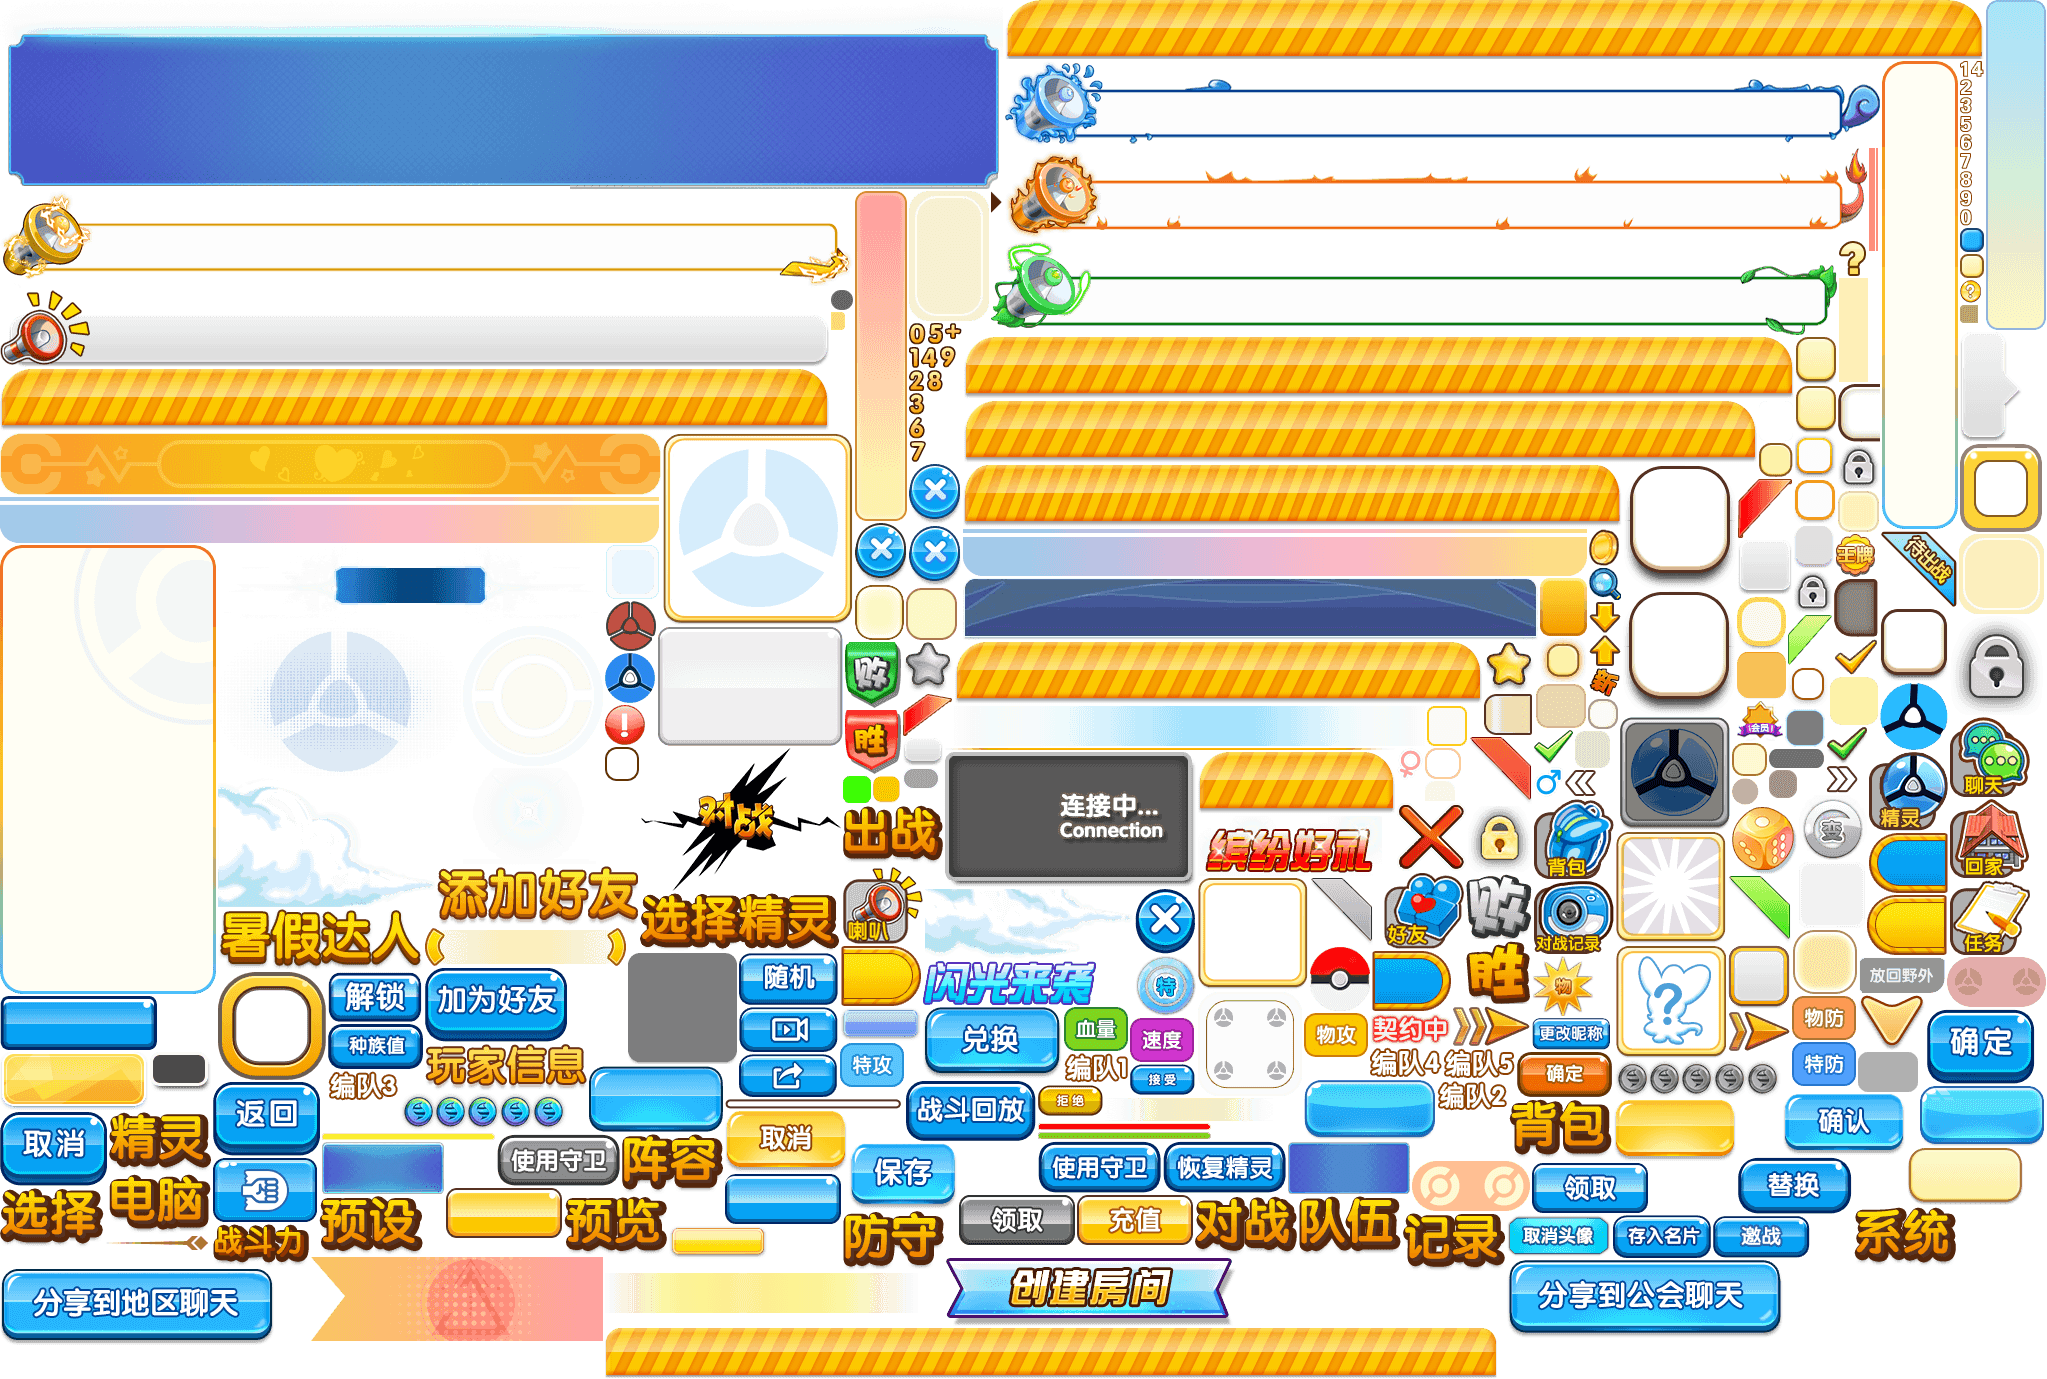 14
2
3
5
6
7
8
9
0
?
?
05+
149
28
3
6
7
王牌
待出战
新
会员
败
胜
对战
出战
连接中...
Connection
缤纷好礼
背包
聊天
精灵
变
回家
添加好友
选择精灵
暑假达人
喇叭
好友
败
对战记录
任务
胜
物
?
放回野外
闪光来袭
特
解锁
加为好友
随机
种族值
兑换
血量
速度
物攻
契约中
更改昵称
物防
确定
玩家信息
特攻
编队1
接受
编队4
编队5
确定
特防
编队3
编队2
返回
战斗回放
拒绝
取消
精灵
使用守卫
阵容
取消
保存
使用守卫
恢复精灵
背包
确认
领取
替换
选择
电脑
战斗力
预设
预览
防守
领取
充值
对战
队伍
记录
取消头像
存入名片
邀战
系统
分享到地区聊天
创建房间
分享到公会聊天